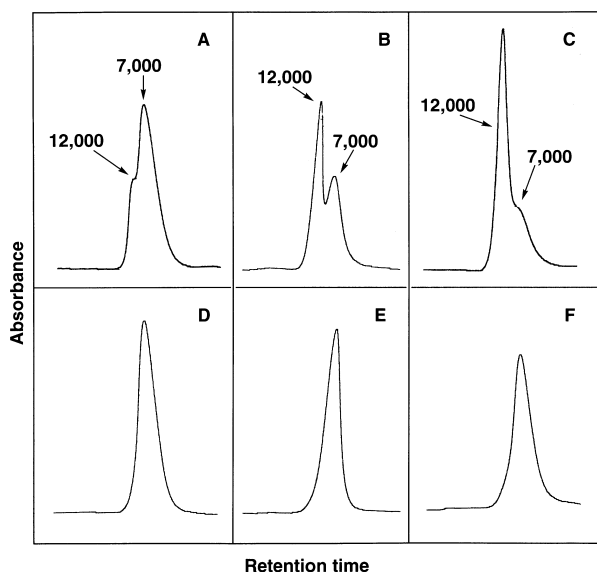 A
7,000
12,000
B
12,000
7,000
C
12,000
7,000
D
E
F
Absorbance
Retention time